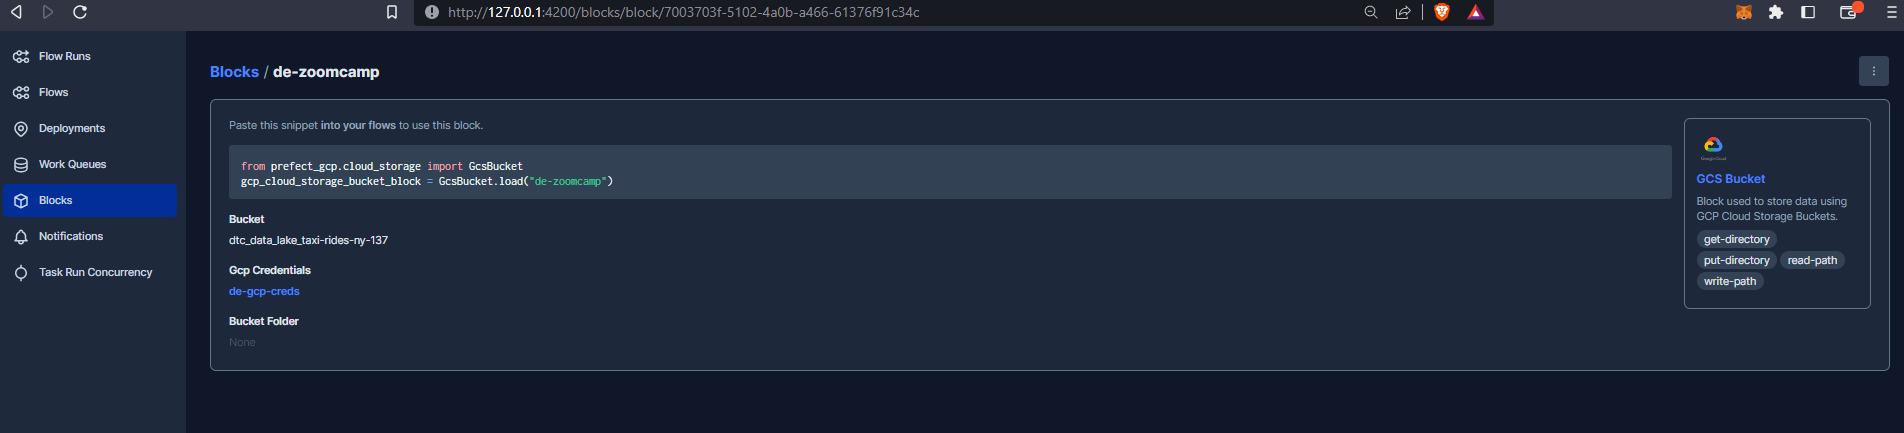 http://127.0.0.1:4200/blocks/block/7003703f-5102-4a0b-a466-61376f91c34c
Flow Runs
Flows
Deployments
Work Queues
Blocks
Notifications
Task Run Concurrency
Blocks / de-zoomcamp
Paste this snippet into your flows to use this block.
from prefect_gcp.cloud_storage import GcsBucket
gcp_cloud_storage_bucket_block = GcsBucket.load("de-zoomcamp")
Bucket
dtc_data_lake_taxi-rides-ny-137
Gcp Credentials
de-gcp-creds
Bucket Folder
None
Google Cloud
GCS Bucket
Block used to store data using
GCP Cloud Storage Buckets.
get-directory
put-directory read-path
write-path